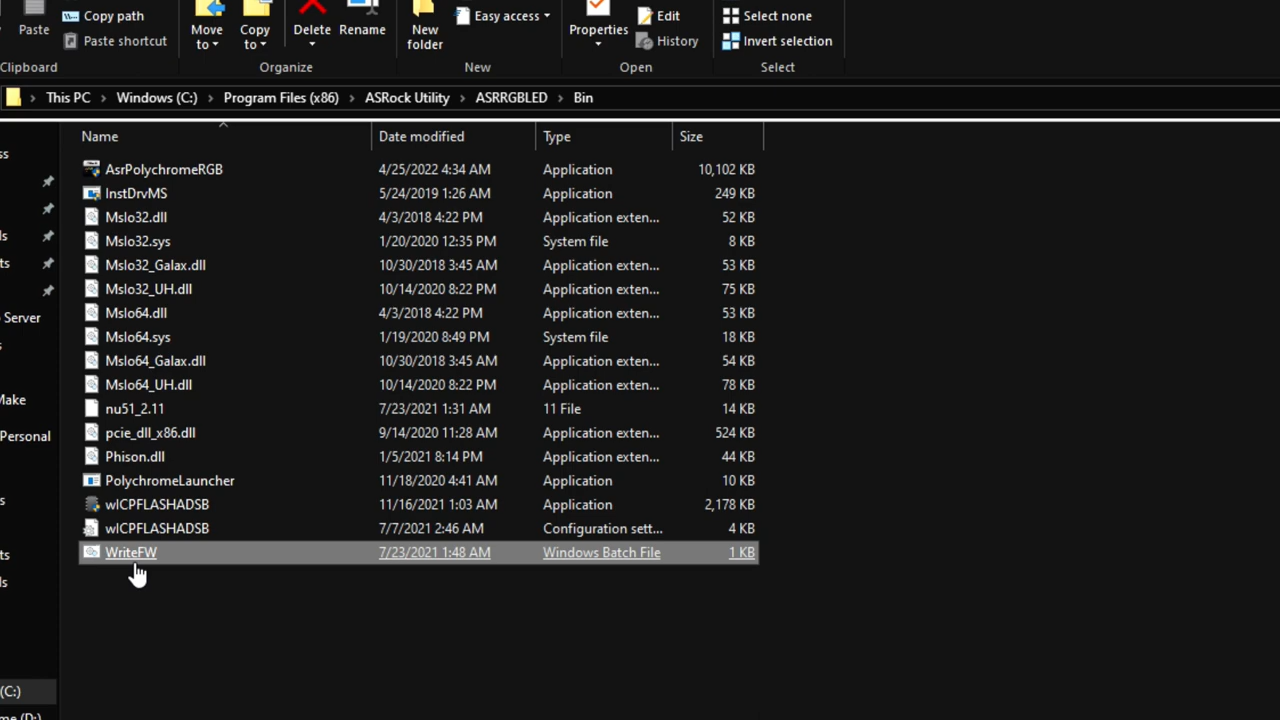 Paste
Copy path
Paste shortcut
Clipboard
Move to
Copy to
Delete
Rename
Organize
New folder
Easy access
New
Properties
Edit
History
Open
Select none
Invert selection
Select
This PC > Windows (C:) > Program Files (x86) > ASRock Utility > ASRRGBLED > Bin
Name Date modified Type Size
AsrPolychromeRGB 4/25/2022 4:34 AM Application 10,102 KB
InstDrvMS 5/24/2019 1:26 AM Application 249 KB
MsIo32.dll 4/3/2018 4:22 PM Application exten... 52 KB
MsIo32.sys 1/20/2020 12:35 PM System file 8 KB
MsIo32_Galax.dll 10/30/2018 3:45 AM Application exten... 53 KB
MsIo32_UH.dll 10/14/2020 8:22 PM Application exten... 75 KB
MsIo64.dll 4/3/2018 4:22 PM Application exten... 53 KB
MsIo64.sys 1/19/2020 8:49 PM System file 18 KB
MsIo64_Galax.dll 10/30/2018 3:45 AM Application exten... 54 KB
MsIo64_UH.dll 10/14/2020 8:22 PM Application exten... 78 KB
nu51_2.11 7/23/2021 1:31 AM 11 File 14 KB
pcie_dll_x86.dll 9/14/2020 11:28 AM Application exten... 524 KB
Phison.dll 1/5/2021 8:14 PM Application exten... 44 KB
PolychromeLauncher 11/18/2020 4:41 AM Application 10 KB
wICPFLASHADSB 11/16/2021 1:03 AM Application 2,178 KB
wICPFLASHADSB 7/7/2021 2:46 AM Configuration sett... 4 KB
WriteFW 7/23/2021 1:48 AM Windows Batch File 1 KB
ss
ls
ts
Server
s
Make
Personal
s
ts
ls
(C:)
me (D:)